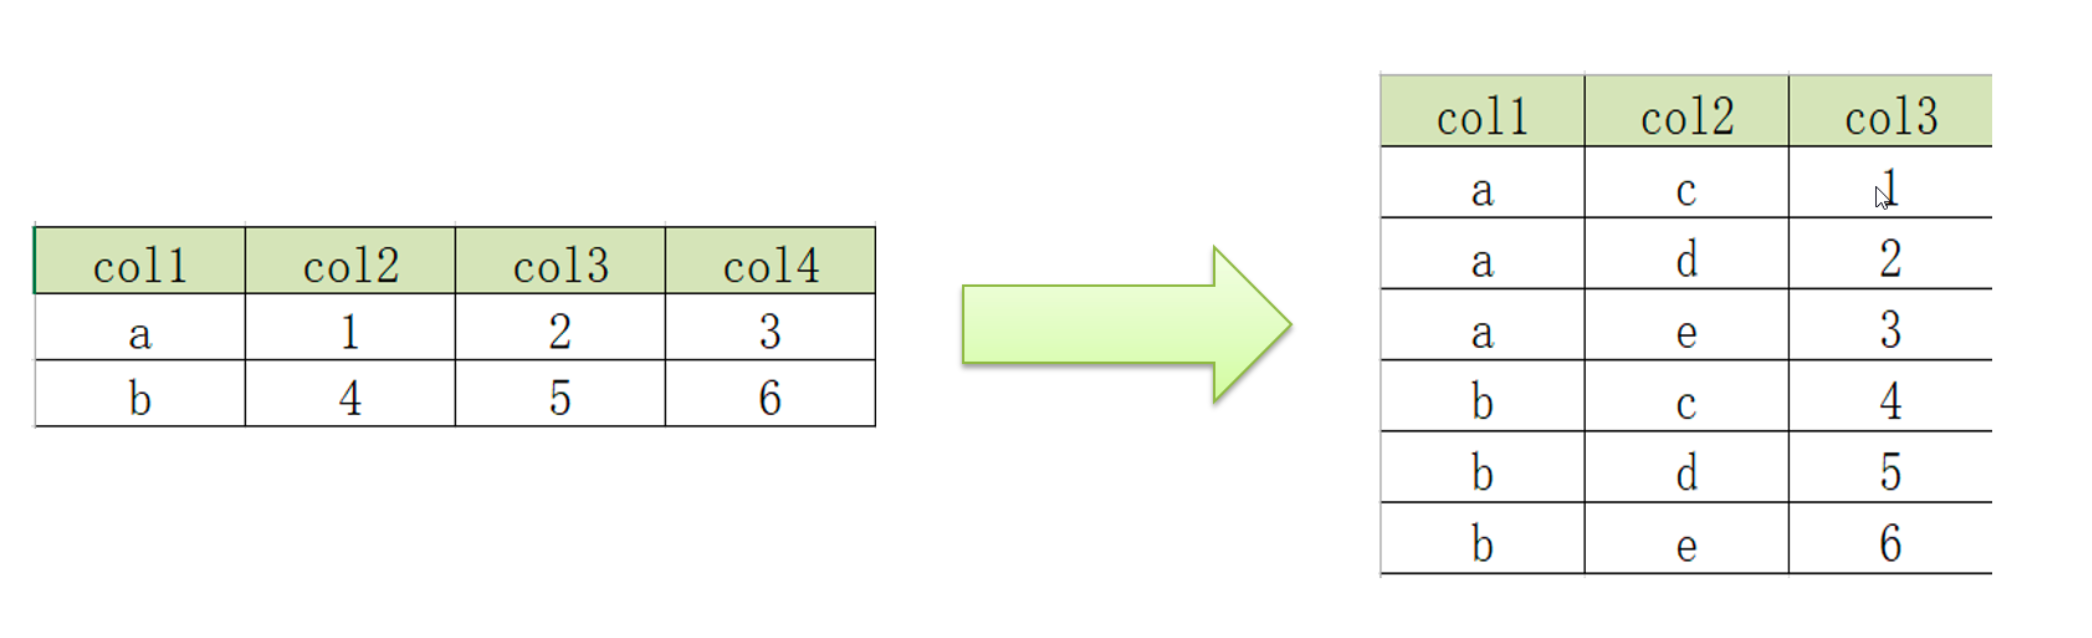 col1 col2 col3 col4
a 1 2 3
b 4 5 6
col1 col2 col3
a c 1
a d 2
a e 3
b c 4
b d 5
b e 6